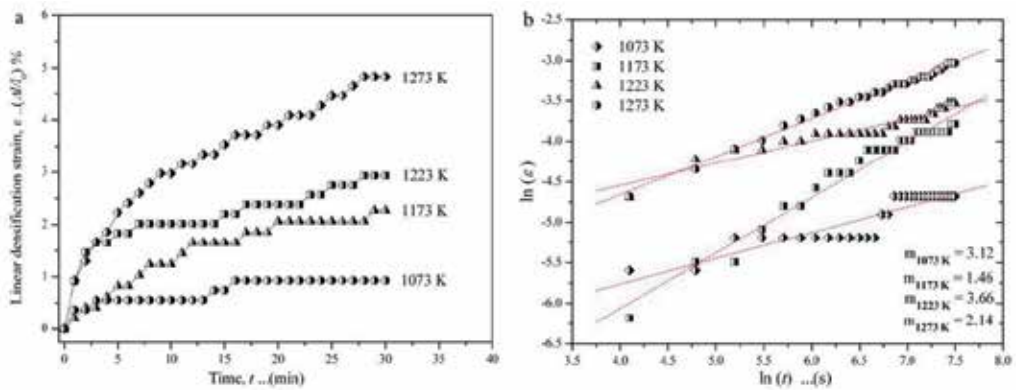 a
6
5
4
3
2
1
0
0 5 10 15 20 25 30 35 40
Linear densification strain, ε ...(Δl/l₀) %
Time, t ...(min)
1273 K
1223 K
1173 K
1073 K
b
-2.5
-3.0
-3.5
-4.0
-4.5
-5.0
-5.5
-6.0
-6.5
3.5 4.0 4.5 5.0 5.5 6.0 6.5 7.0 7.5 8.0
ln (ε)
ln (t) ...(s)
1073 K
1173 K
1223 K
1273 K
m1073 K = 3.12
m1173 K = 1.46
m1223 K = 3.66
m1273 K = 2.14